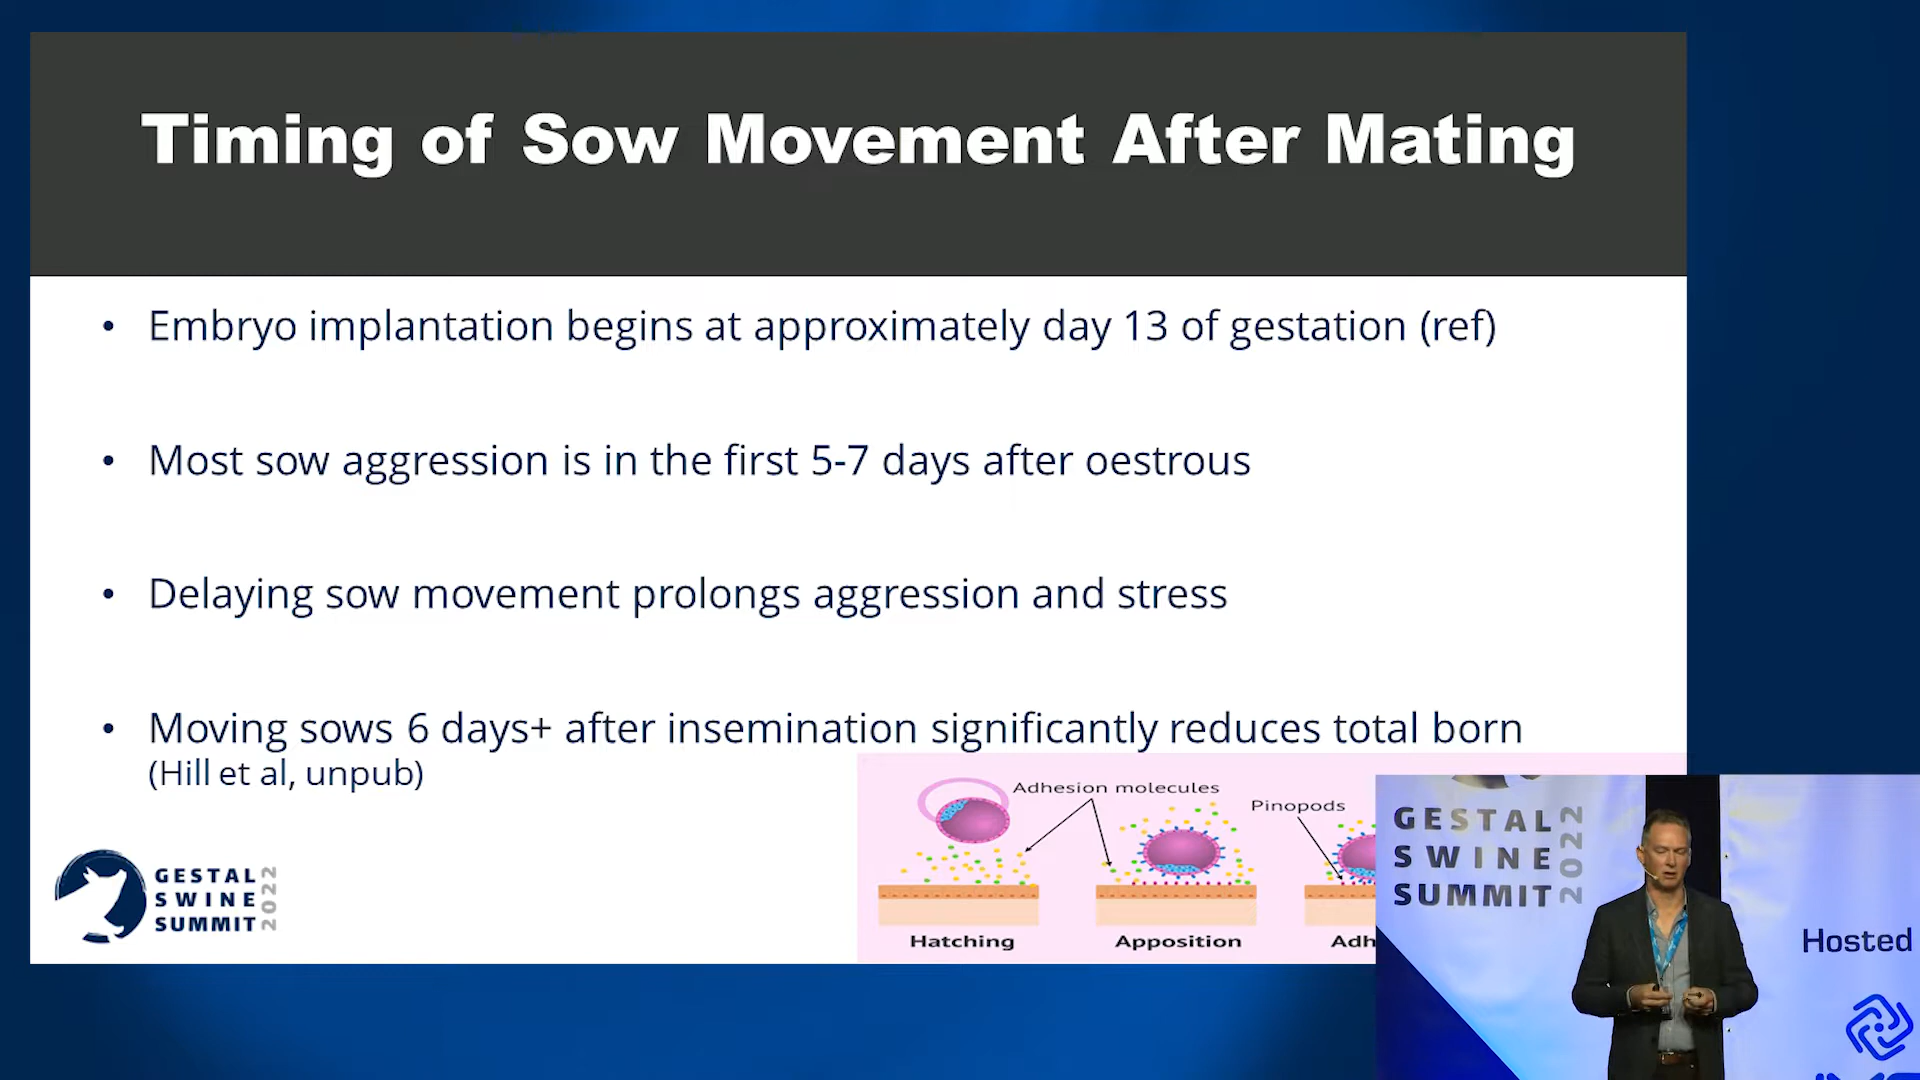 Timing of Sow Movement After Mating
• Embryo implantation begins at approximately day 13 of gestation (ref)
• Most sow aggression is in the first 5-7 days after oestrous
• Delaying sow movement prolongs aggression and stress
• Moving sows 6 days+ after insemination significantly reduces total born
(Hill et al, unpub)
Adhesion molecules
Pinopods
Hatching
Apposition
Adh
GESTAL
SWINE
SUMMIT
2022
GESTAL
SWINE
SUMMIT
2022
Hosted